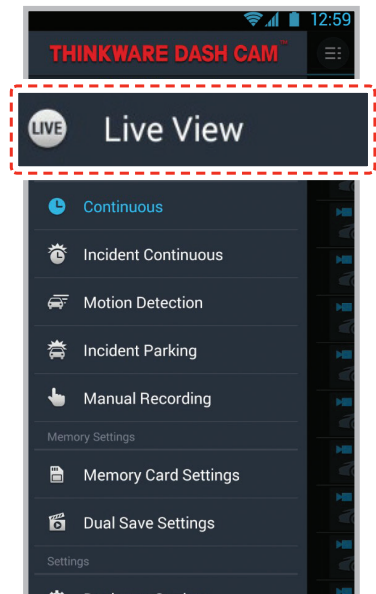 12:59
THINKWARE DASH CAM™
LIVE Live View
Continuous
Incident Continuous
Motion Detection
Incident Parking
Manual Recording
Memory Settings
Memory Card Settings
Dual Save Settings
Settings